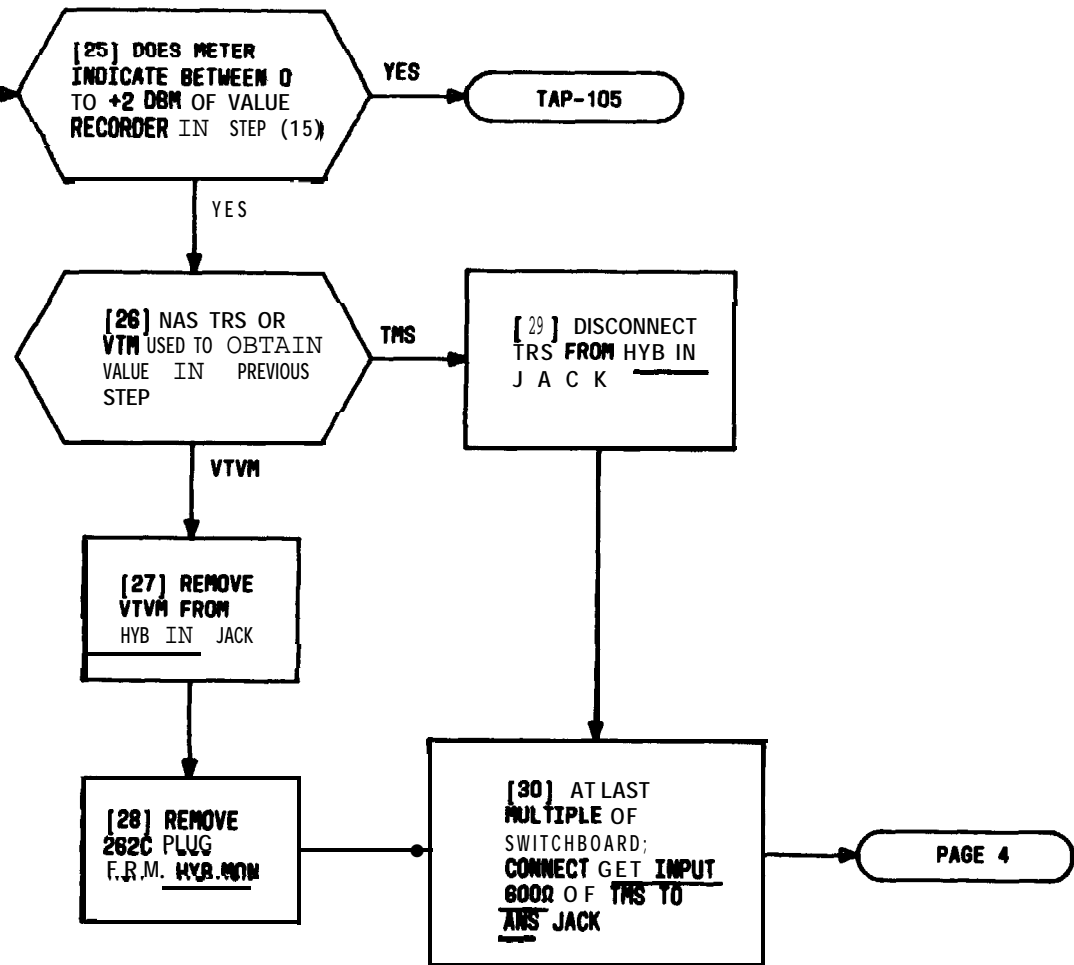 [25] DOES METER
INDICATE BETWEEN 0
TO +2 DBM OF VALUE
RECORDER IN STEP (15)
YES
TAP-105
YES
[26] NAS TRS OR
VTM USED TO OBTAIN
VALUE IN PREVIOUS
STEP
TMS
[29] DISCONNECT
TRS FROM HYB IN
JACK
VTVM
[27] REMOVE
VTVM FROM
HYB IN JACK
[28] REMOVE
262C PLUG
F.R.M. HYB.MON
[30] AT LAST
MULTIPLE OF
SWITCHBOARD;
CONNECT GET INPUT
600Ω OF TMS TO
ANS JACK
PAGE 4